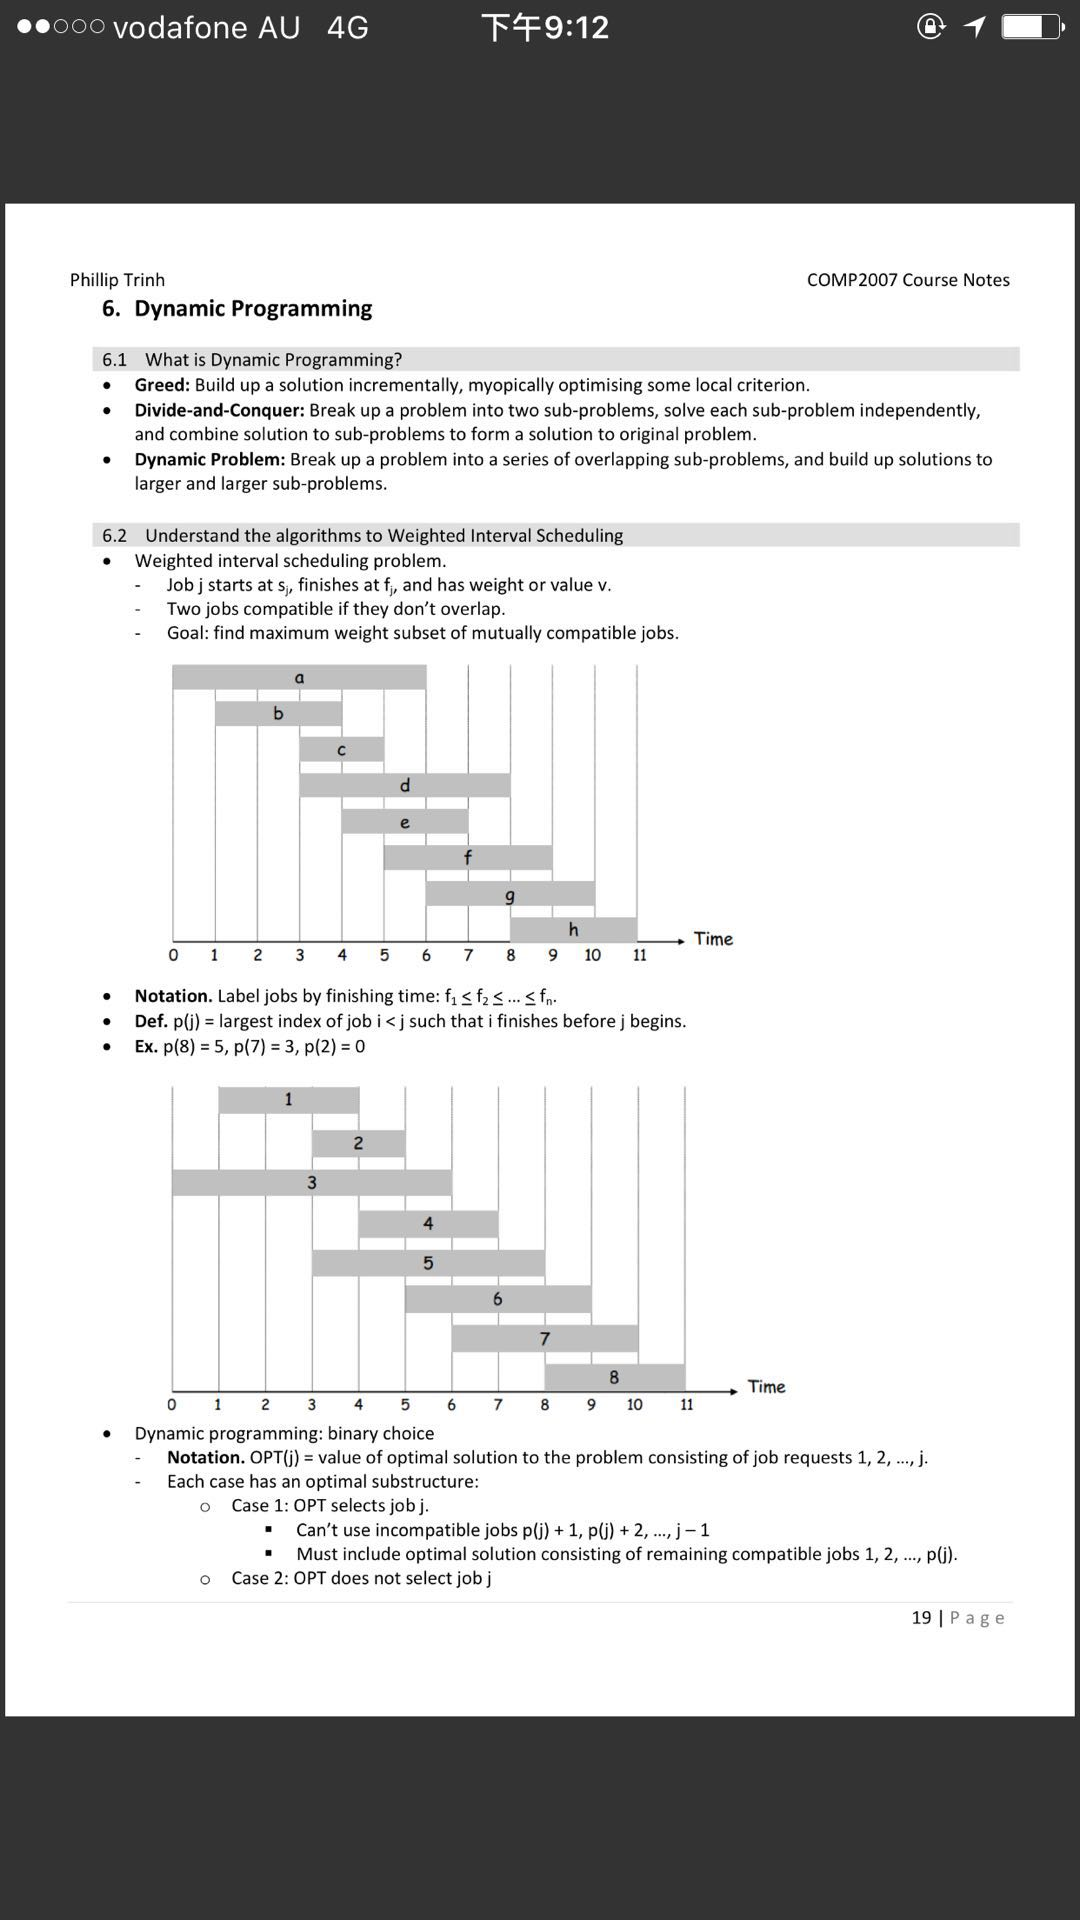 vodafone AU 4G 下午9:12
Phillip Trinh COMP2007 Course Notes
6. Dynamic Programming
6.1 What is Dynamic Programming?
• Greed: Build up a solution incrementally, myopically optimising some local criterion.
• Divide-and-Conquer: Break up a problem into two sub-problems, solve each sub-problem independently,
and combine solution to sub-problems to form a solution to original problem.
• Dynamic Problem: Break up a problem into a series of overlapping sub-problems, and build up solutions to
larger and larger sub-problems.
6.2 Understand the algorithms to Weighted Interval Scheduling
• Weighted interval scheduling problem.
- Job j starts at sⱼ, finishes at fⱼ, and has weight or value v.
- Two jobs compatible if they don’t overlap.
- Goal: find maximum weight subset of mutually compatible jobs.
a
b
c
d
e
f
g
h
Time
0 1 2 3 4 5 6 7 8 9 10 11
• Notation. Label jobs by finishing time: f₁ ≤ f₂ ≤ ... ≤ fₙ.
• Def. p(j) = largest index of job i < j such that i finishes before j begins.
• Ex. p(8) = 5, p(7) = 3, p(2) = 0
1
2
3
4
5
6
7
8
Time
0 1 2 3 4 5 6 7 8 9 10 11
• Dynamic programming: binary choice
- Notation. OPT(j) = value of optimal solution to the problem consisting of job requests 1, 2, ..., j.
- Each case has an optimal substructure:
o Case 1: OPT selects job j.
▪ Can’t use incompatible jobs p(j) + 1, p(j) + 2, ..., j – 1
▪ Must include optimal solution consisting of remaining compatible jobs 1, 2, ..., p(j).
o Case 2: OPT does not select job j
19 | Page